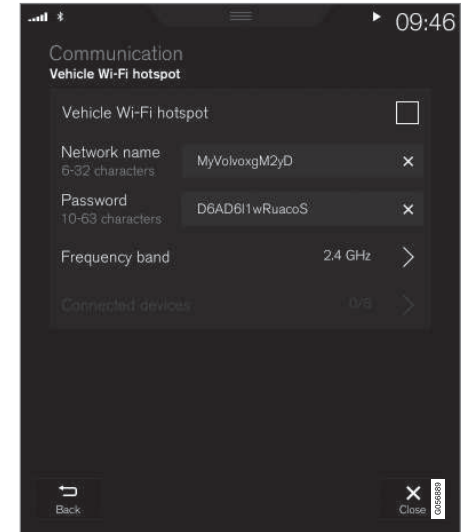 09:46
Communication
Vehicle Wi-Fi hotspot
Vehicle Wi-Fi hotspot
Network name
6-32 characters
MyVolvoxgM2yD
Password
10-63 characters
D6AD6l1wRuacoS
Frequency band 2.4 GHz
Connected devices 0/8
Back
Close
G056889